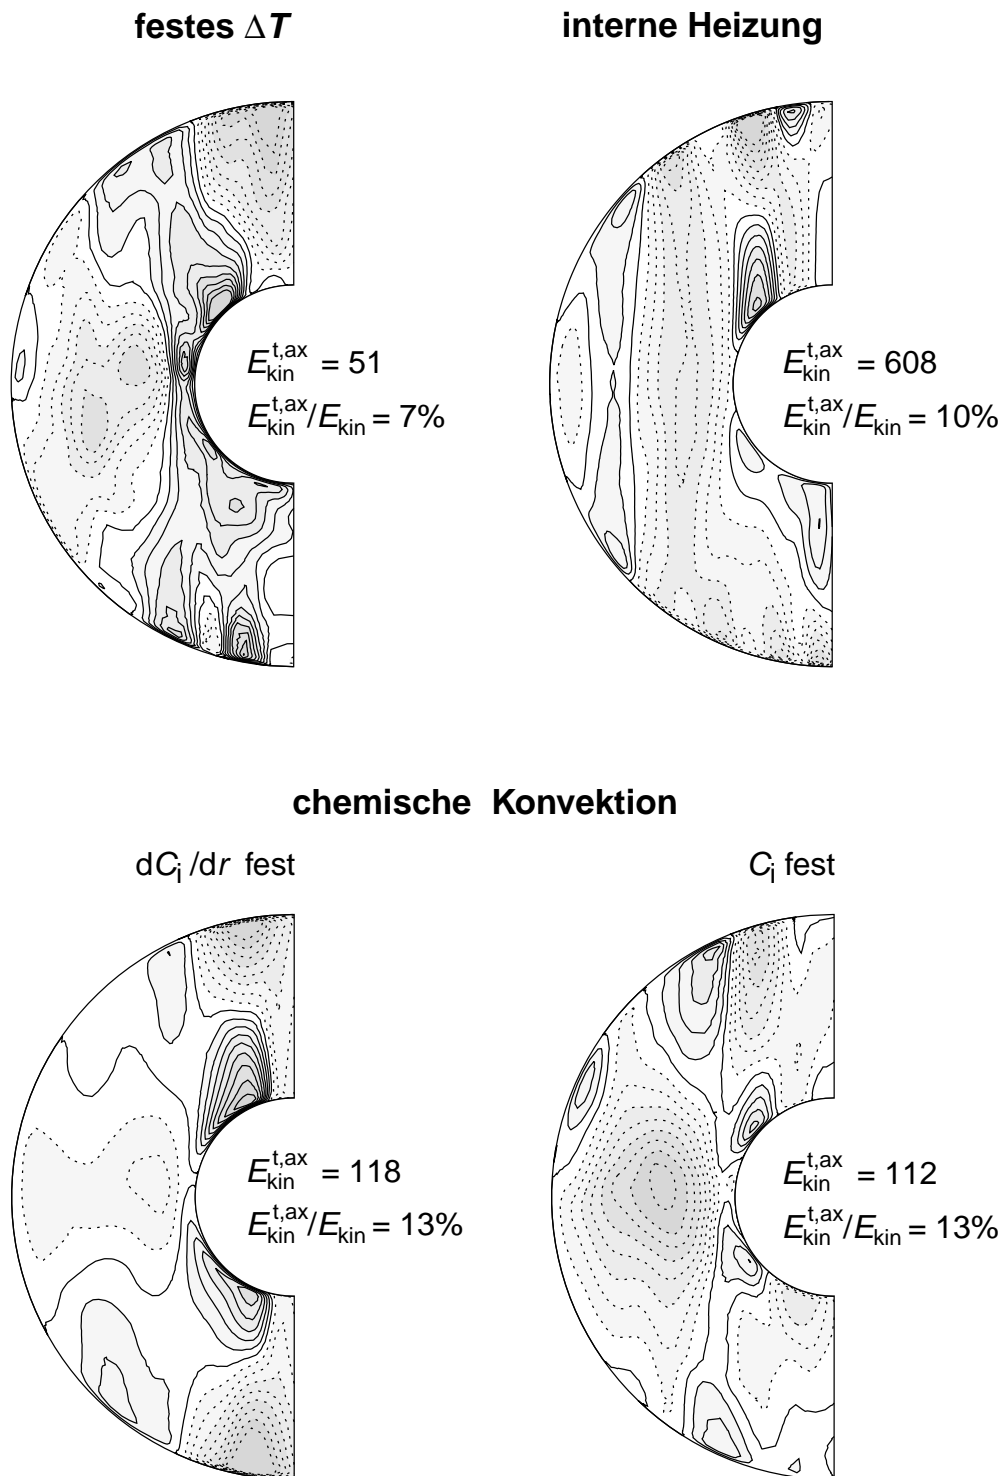 festes ΔT interne Heizung
E_kin^t,ax = 51 E_kin^t,ax = 608
E_kin^t,ax/E_kin = 7% E_kin^t,ax/E_kin = 10%
chemische Konvektion
dC_i/dr fest C_i fest
E_kin^t,ax = 118 E_kin^t,ax = 112
E_kin^t,ax/E_kin = 13% E_kin^t,ax/E_kin = 13%